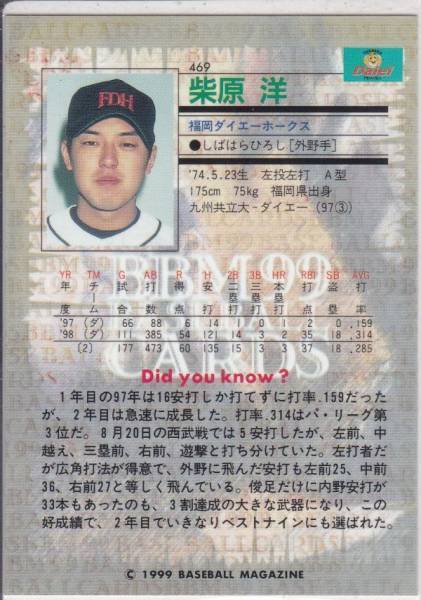 469
柴原 洋
Daiei
FDH
福岡ダイエーホークス
●しばはらひろし[外野手]
'74.5.23生 左投左打 A型
175cm 75kg 福岡県出身
九州共立大-ダイエー(97③)
YR TM G AB R H 2B 3B HR RBI SB AVG
年度 チーム 試合 打数 得点 安打 二塁打 三塁打 本塁打 打点 盗塁 打率
'97 (ダ) 66 88 6 14 1 0 1 2 0 .159
'98 (ダ) 111 385 54 121 14 3 2 35 18 .314
(2) 177 473 60 135 37 18 .285
BBM 99
CARDS
Did you know?
1年目の97年は16安打しか打てずに打率.159だったが、2年目は急速に成長した。打率.314はパ・リーグ第
3位だ。8月20日の西武戦では5安打したが、左前、中
越え、三塁前、右前、遊撃と打ち分けていた。左打者だ
が広角打法が得意で、外野に飛んだ安打も左前25、中前
36、右前27と等しく飛んでいる。俊足だけに内野安打が
33本もあったのも、3割達成の大きな武器になり、この
好成績で、2年目でいきなりベストナインにも選ばれた。
© 1999 BASEBALL MAGAZINE